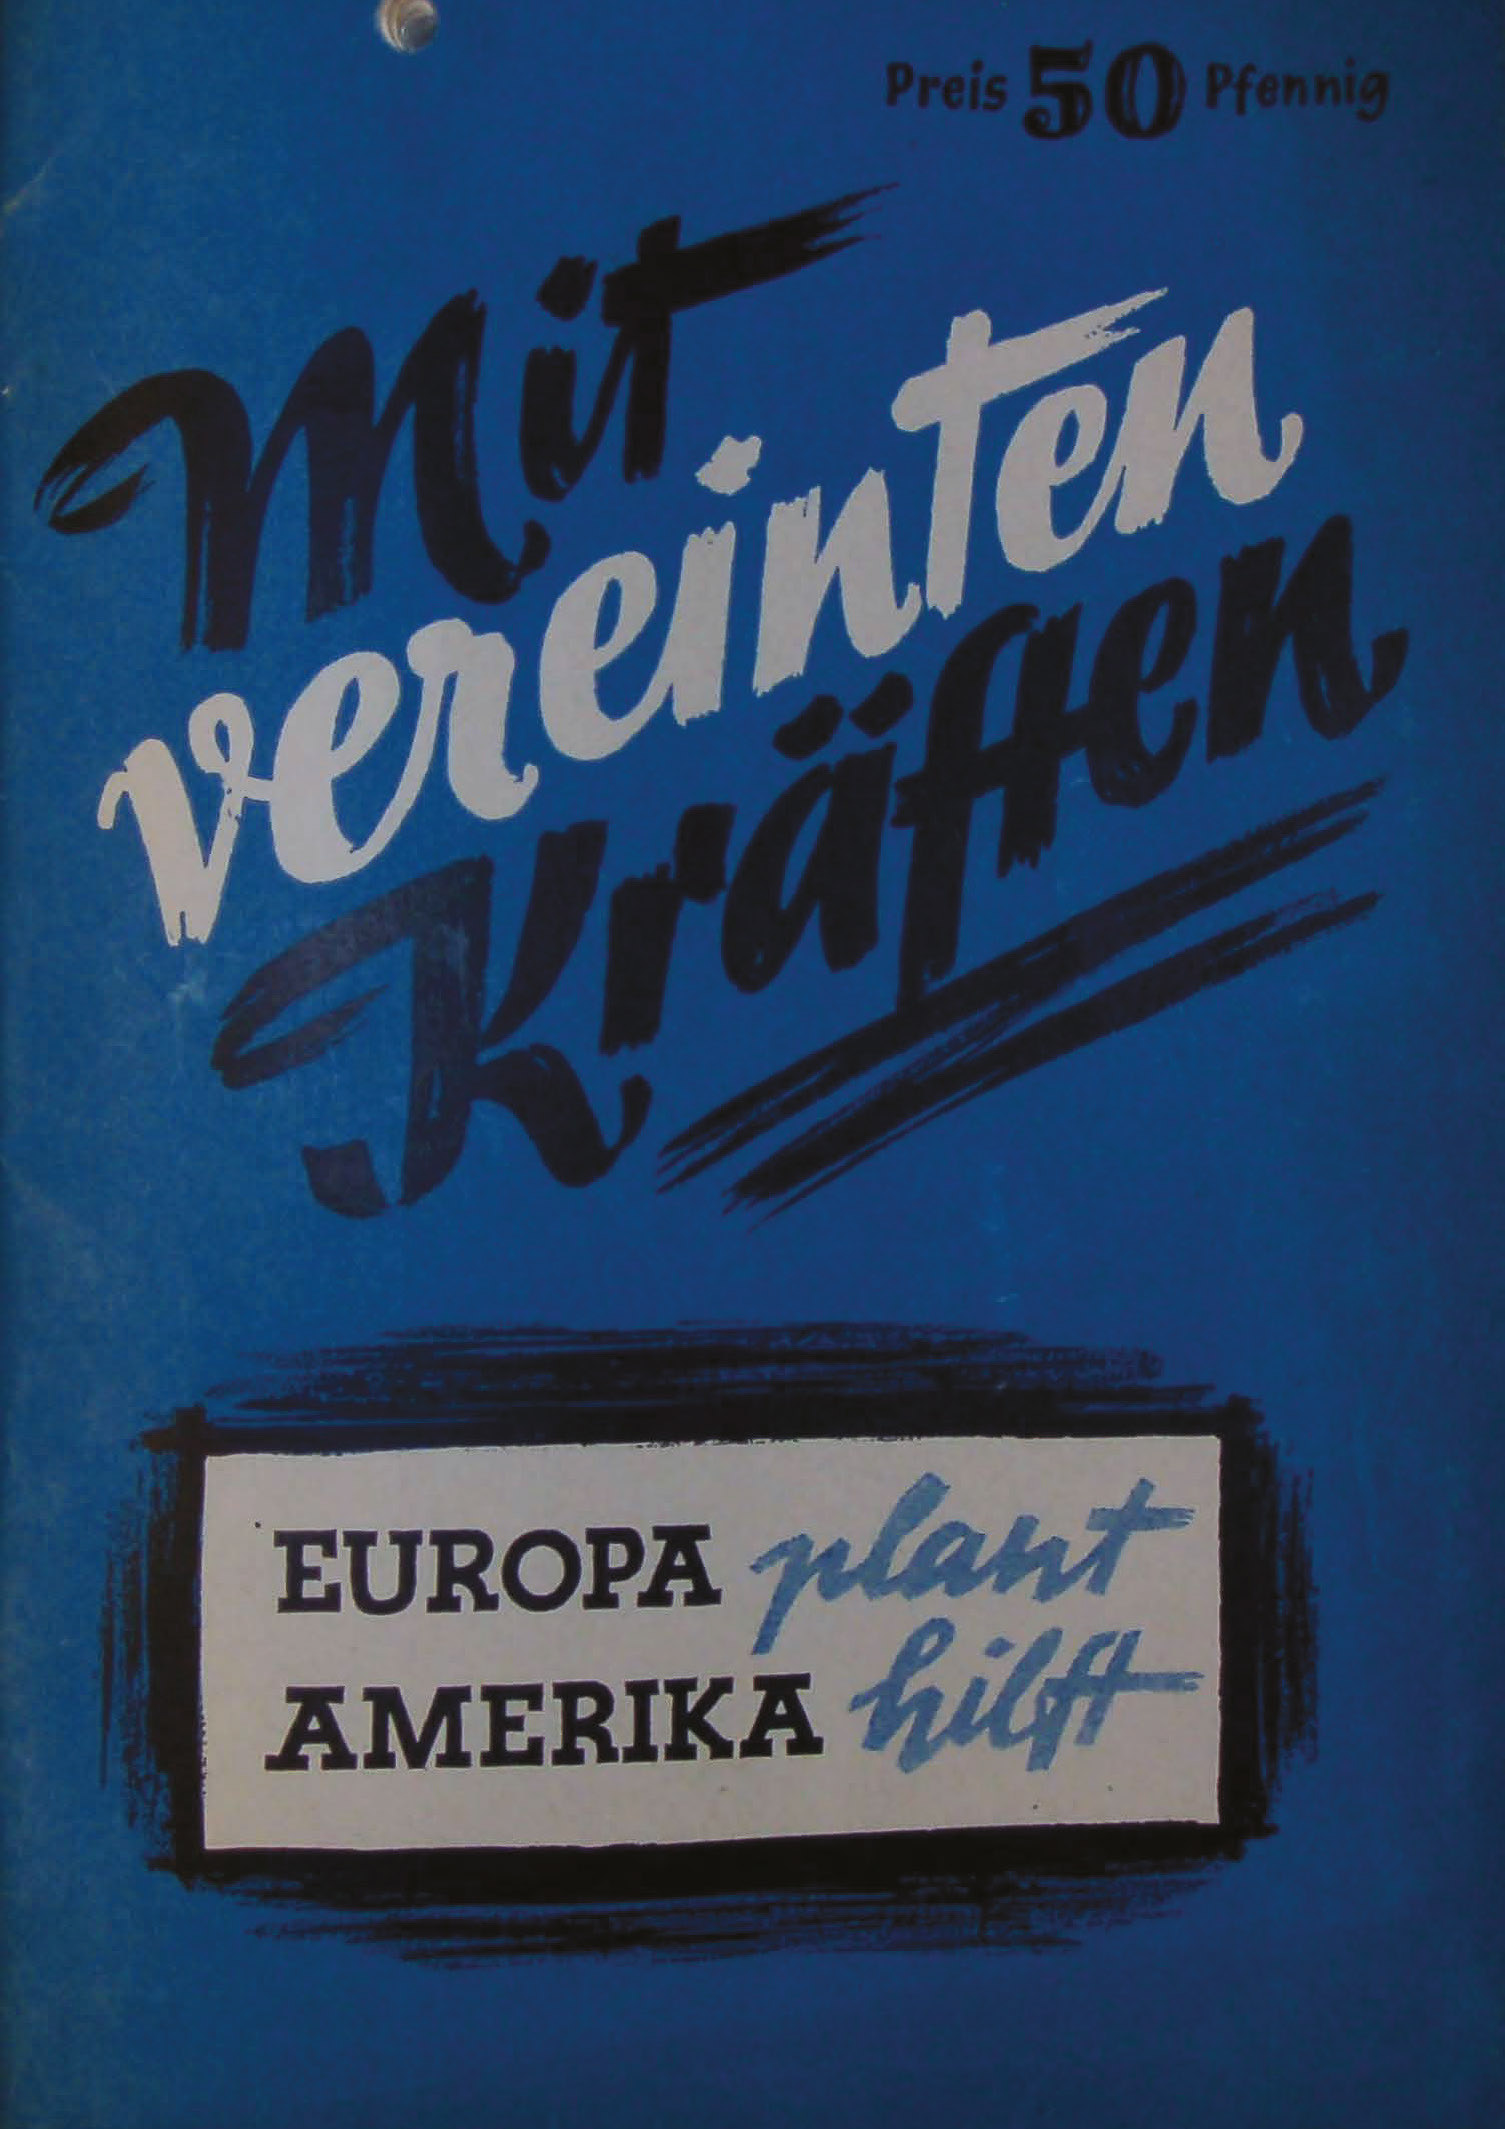 Preis 50 Pfennig
Mit
vereinten
Kräften
EUROPA plant
AMERIKA hilft